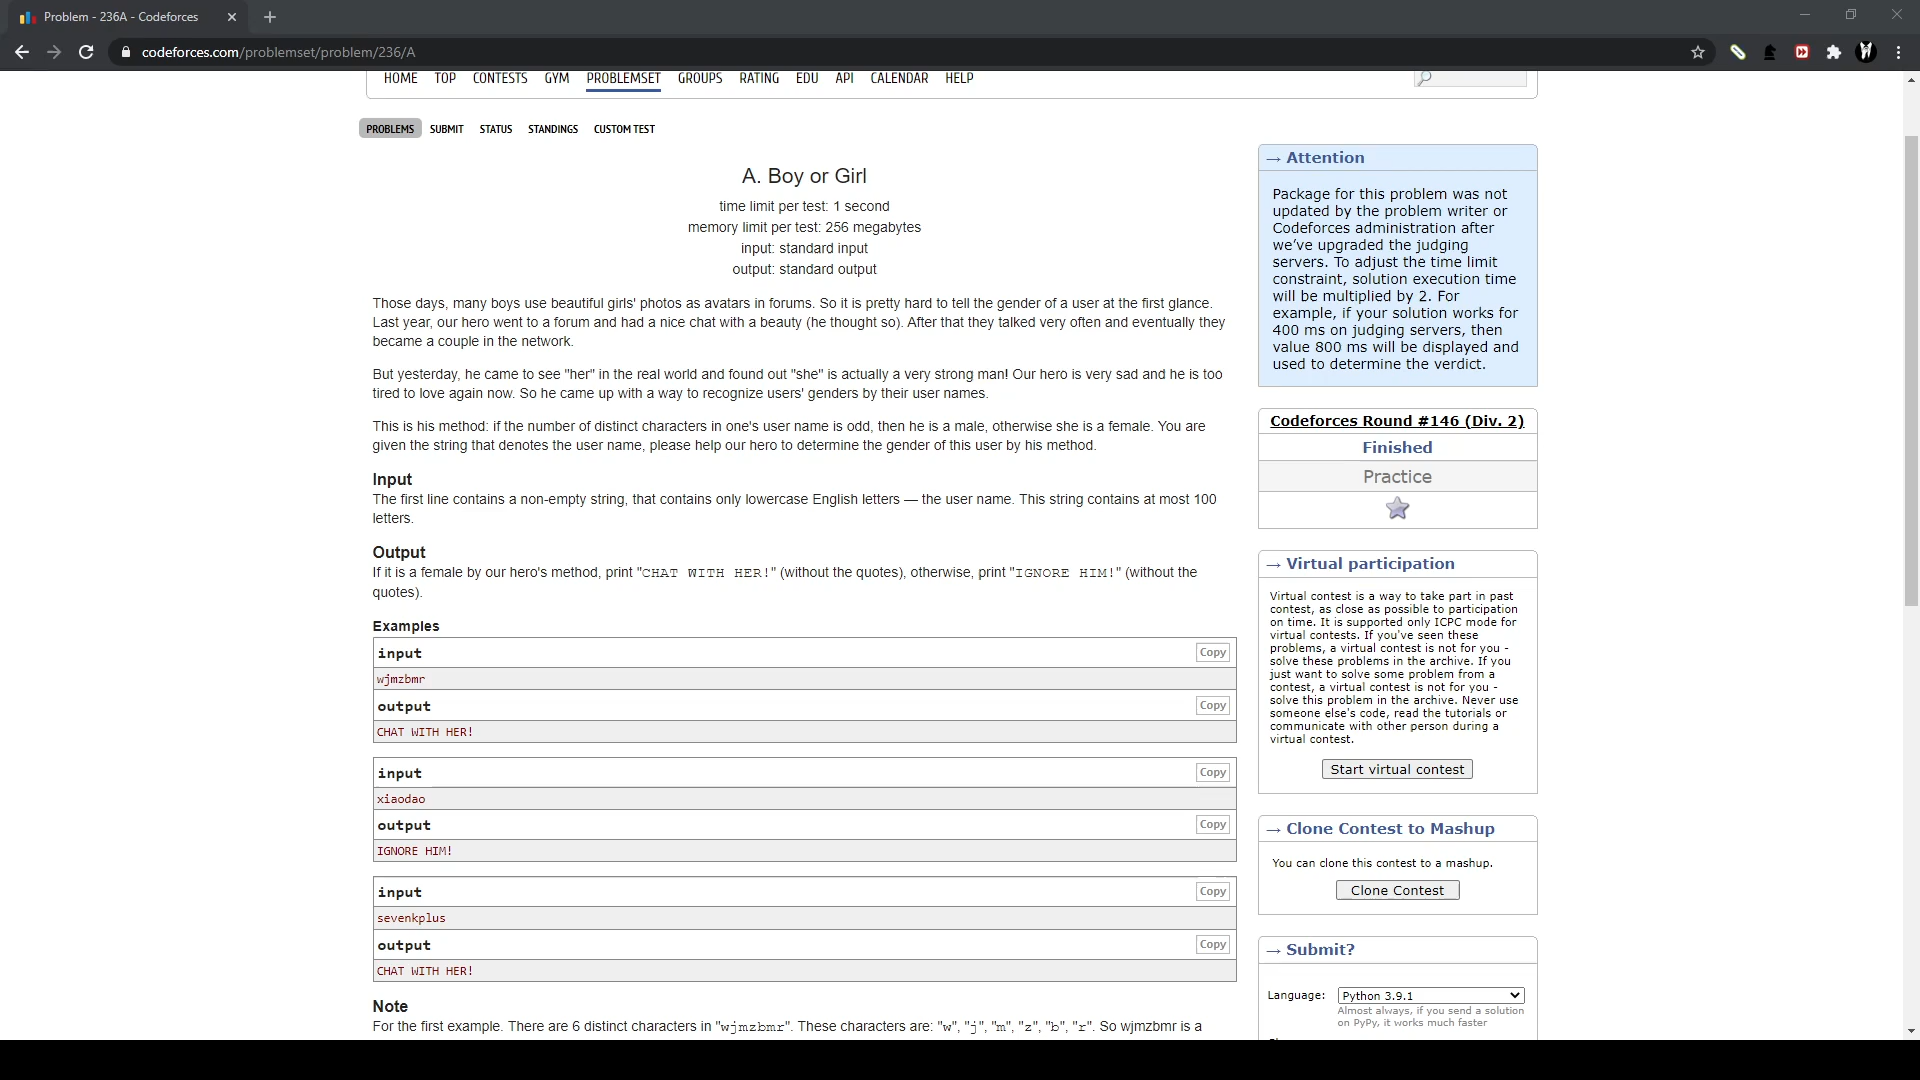 Problem - 236A - Codeforces
codeforces.com/problemset/problem/236/A
HOME TOP CONTESTS GYM PROBLEMSET GROUPS RATING EDU API CALENDAR HELP
PROBLEMS SUBMIT STATUS STANDINGS CUSTOM TEST
A. Boy or Girl
time limit per test: 1 second
memory limit per test: 256 megabytes
input: standard input
output: standard output
Those days, many boys use beautiful girls' photos as avatars in forums. So it is pretty hard to tell the gender of a user at the first glance.
Last year, our hero went to a forum and had a nice chat with a beauty (he thought so). After that they talked very often and eventually they
became a couple in the network.
But yesterday, he came to see "her" in the real world and found out "she" is actually a very strong man! Our hero is very sad and he is too
tired to love again now. So he came up with a way to recognize users' genders by their user names.
This is his method: if the number of distinct characters in one's user name is odd, then he is a male, otherwise she is a female. You are
given the string that denotes the user name, please help our hero to determine the gender of this user by his method.
Input
The first line contains a non-empty string, that contains only lowercase English letters — the user name. This string contains at most 100
letters.
Output
If it is a female by our hero's method, print "CHAT WITH HER!" (without the quotes), otherwise, print "IGNORE HIM!" (without the
quotes).
Examples
input Copy
wjmzbmr
output Copy
CHAT WITH HER!
input Copy
xiaodao
output Copy
IGNORE HIM!
input Copy
sevenkplus
output Copy
CHAT WITH HER!
Note
For the first example. There are 6 distinct characters in "wjmzbmr". These characters are: "w", "j", "m", "z", "b", "r". So wjmzbmr is a
→ Attention
Package for this problem was not
updated by the problem writer or
Codeforces administration after
we've upgraded the judging
servers. To adjust the time limit
constraint, solution execution time
will be multiplied by 2. For
example, if your solution works for
400 ms on judging servers, then
value 800 ms will be displayed and
used to determine the verdict.
Codeforces Round #146 (Div. 2)
Finished
Practice
→ Virtual participation
Virtual contest is a way to take part in past
contest, as close as possible to participation
on time. It is supported only ICPC mode for
virtual contests. If you've seen these
problems, a virtual contest is not for you -
solve these problems in the archive. If you
just want to solve some problem from a
contest, a virtual contest is not for you -
solve this problem in the archive. Never use
someone else's code, read the tutorials or
communicate with other person during a
virtual contest.
Start virtual contest
→ Clone Contest to Mashup
You can clone this contest to a mashup.
Clone Contest
→ Submit?
Language: Python 3.9.1
Almost always, if you send a solution
on PyPy, it works much faster